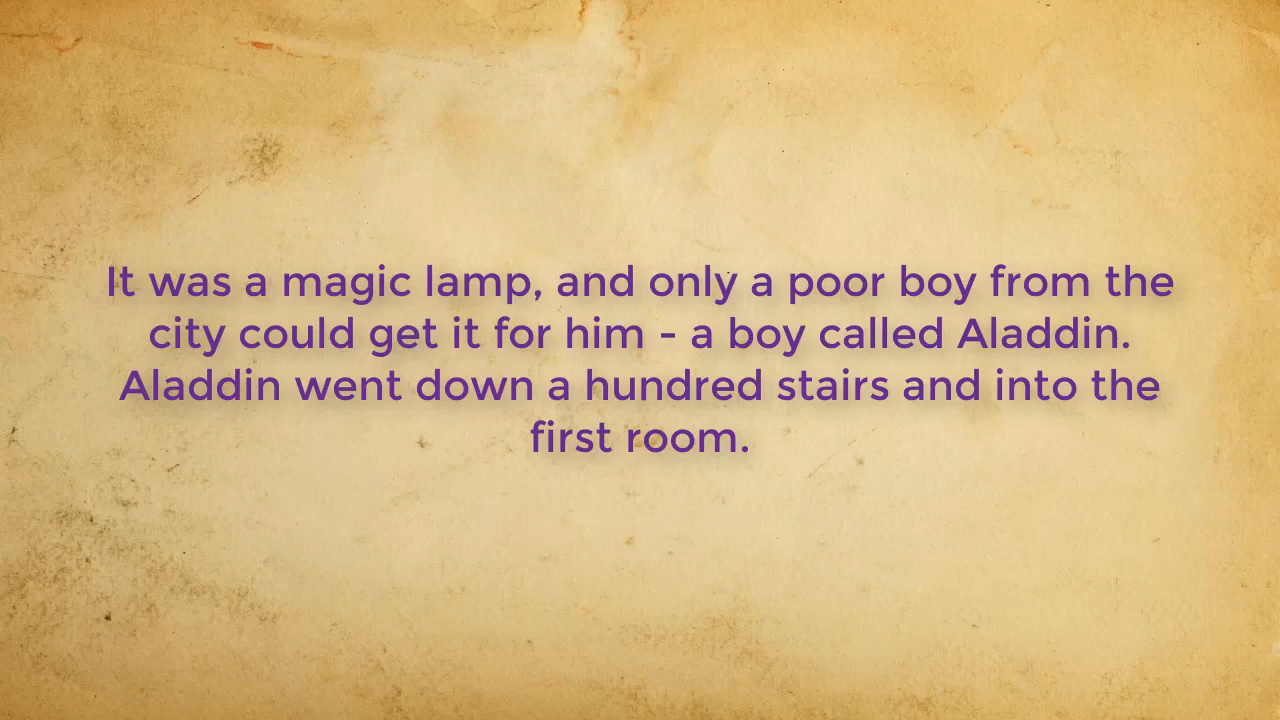 It was a magic lamp, and only a poor boy from the
city could get it for him - a boy called Aladdin.
Aladdin went down a hundred stairs and into the
first room.